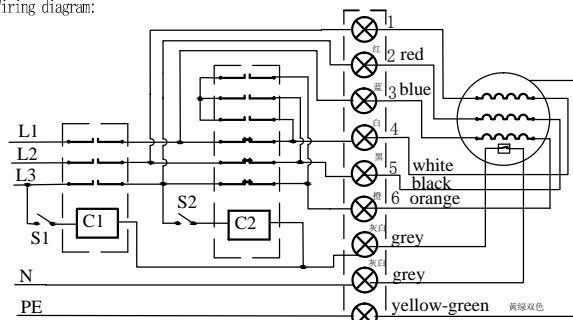 Wiring diagram:
1
红
2 red
蓝
3 blue
白
L1
4
L2
黑
5 white
L3
black
橙
6 orange
S1
C1
S2
C2
灰白
grey
灰白
N
grey
PE
yellow-green 黄绿双色